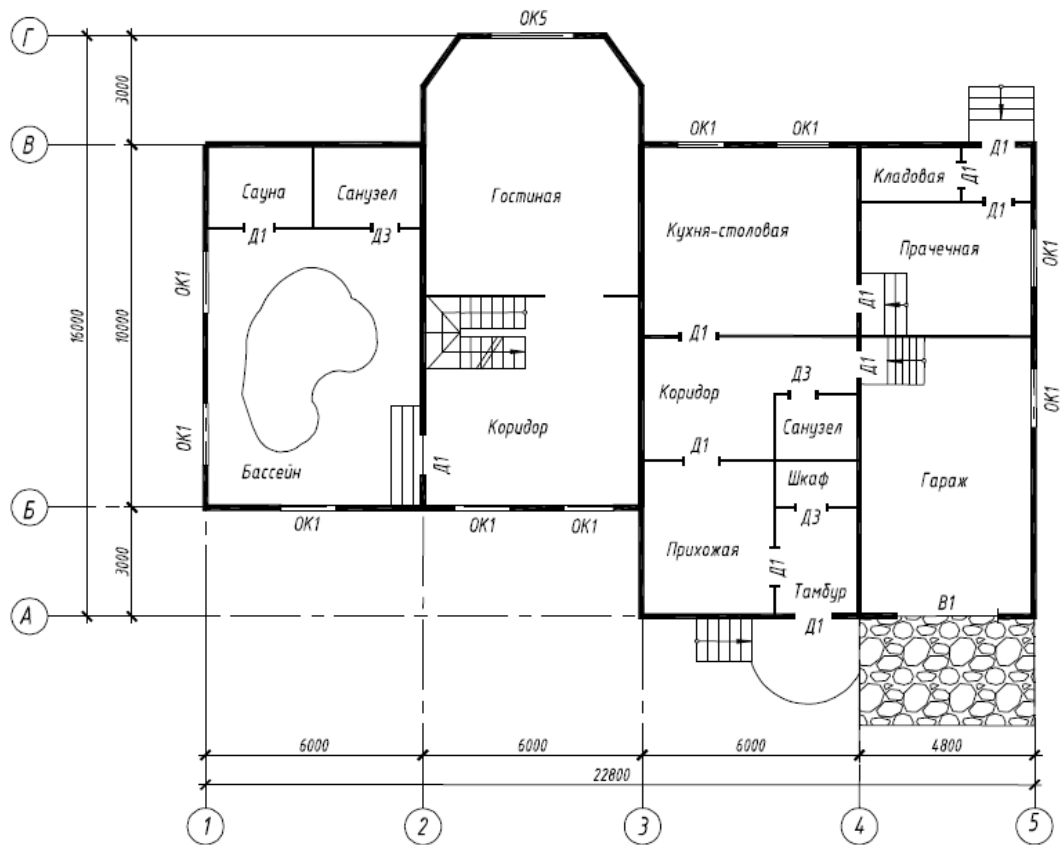 ОК5
Г
3000
В
ОК1
ОК1
Д1
Сауна
Санузел
Гостиная
Кладовая
Д1
Д1
Д3
Кухня-столовая
Д1
Прачечная
ОК1
ОК1
16000
10000
Д1
Д1
Д1
Коридор
Д3
ОК1
ОК1
Коридор
Санузел
Бассейн
Д1
Д1
Шкаф
Гараж
Б
ОК1
ОК1
ОК1
Д3
Прихожая
3000
Д1
Тамбур
А
Д1
В1
6000
6000
6000
4800
22800
1
2
3
4
5